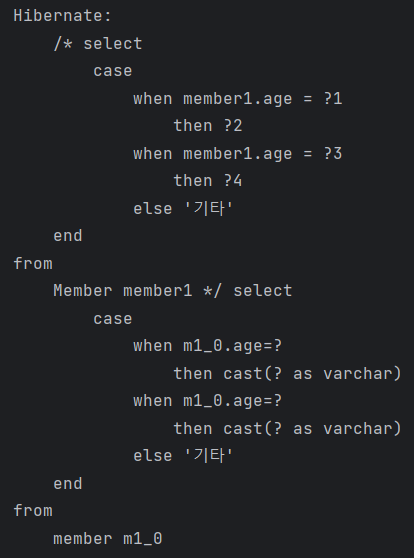 Hibernate:
    /* select
        case
            when member1.age = ?1
                then ?2
            when member1.age = ?3
                then ?4
            else '기타'
    end
from
    Member member1 */ select
        case
            when m1_0.age=?
                then cast(? as varchar)
            when m1_0.age=?
                then cast(? as varchar)
            else '기타'
    end
from
    member m1_0